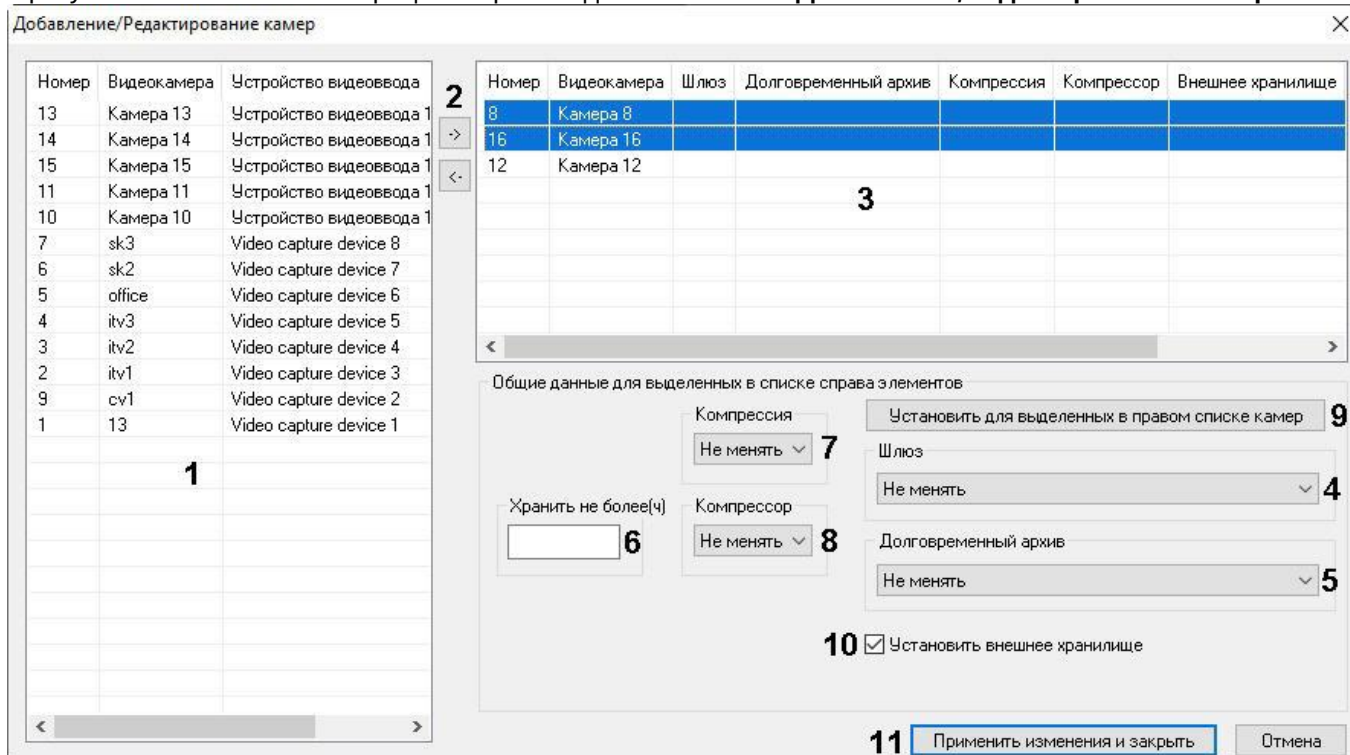 Добавление/Редактирование камер
Номер Видеокамера Устройство видеоввода
13 Камера 13 Устройство видеоввода 1
14 Камера 14 Устройство видеоввода 1
15 Камера 15 Устройство видеоввода 1
11 Камера 11 Устройство видеоввода 1
10 Камера 10 Устройство видеоввода 1
7 sk3 Video capture device 8
6 sk2 Video capture device 7
5 office Video capture device 6
4 itv3 Video capture device 5
3 itv2 Video capture device 4
2 itv1 Video capture device 3
9 cv1 Video capture device 2
1 13 Video capture device 1
1
2
->
<-
Номер Видеокамера Шлюз Долговременный архив Компрессия Компрессор Внешнее хранилище
8 Камера 8
16 Камера 16
12 Камера 12
3
Общие данные для выделенных в списке справа элементов
Компрессия
Не менять 7
Установить для выделенных в правом списке камер 9
Шлюз
Не менять 4
Хранить не более(ч)
6
Компрессор
Не менять 8
Долговременный архив
Не менять 5
10 Установить внешнее хранилище
11 Применить изменения и закрыть Отмена